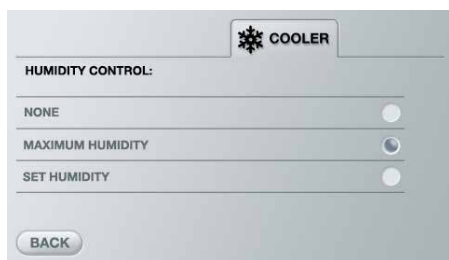 COOLER
HUMIDITY CONTROL:
NONE
MAXIMUM HUMIDITY
SET HUMIDITY
BACK